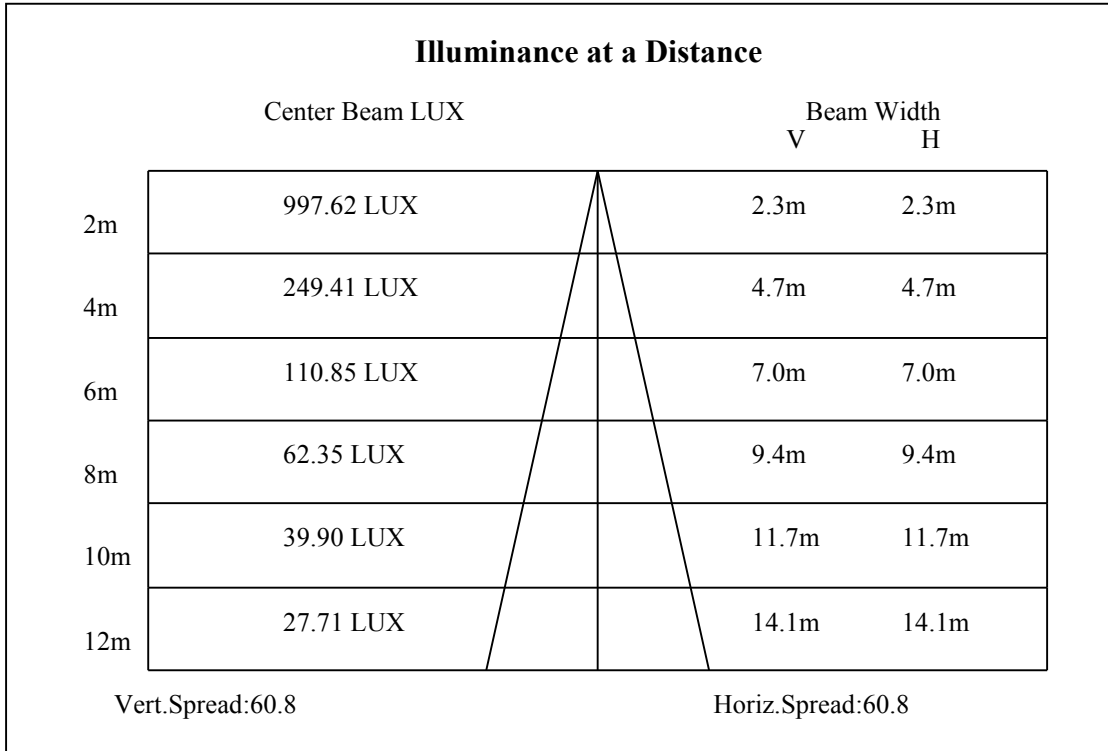 Illuminance at a Distance
Center Beam LUX Beam Width
V H
2m 997.62 LUX 2.3m 2.3m
4m 249.41 LUX 4.7m 4.7m
6m 110.85 LUX 7.0m 7.0m
8m 62.35 LUX 9.4m 9.4m
10m 39.90 LUX 11.7m 11.7m
12m 27.71 LUX 14.1m 14.1m
Vert.Spread:60.8 Horiz.Spread:60.8